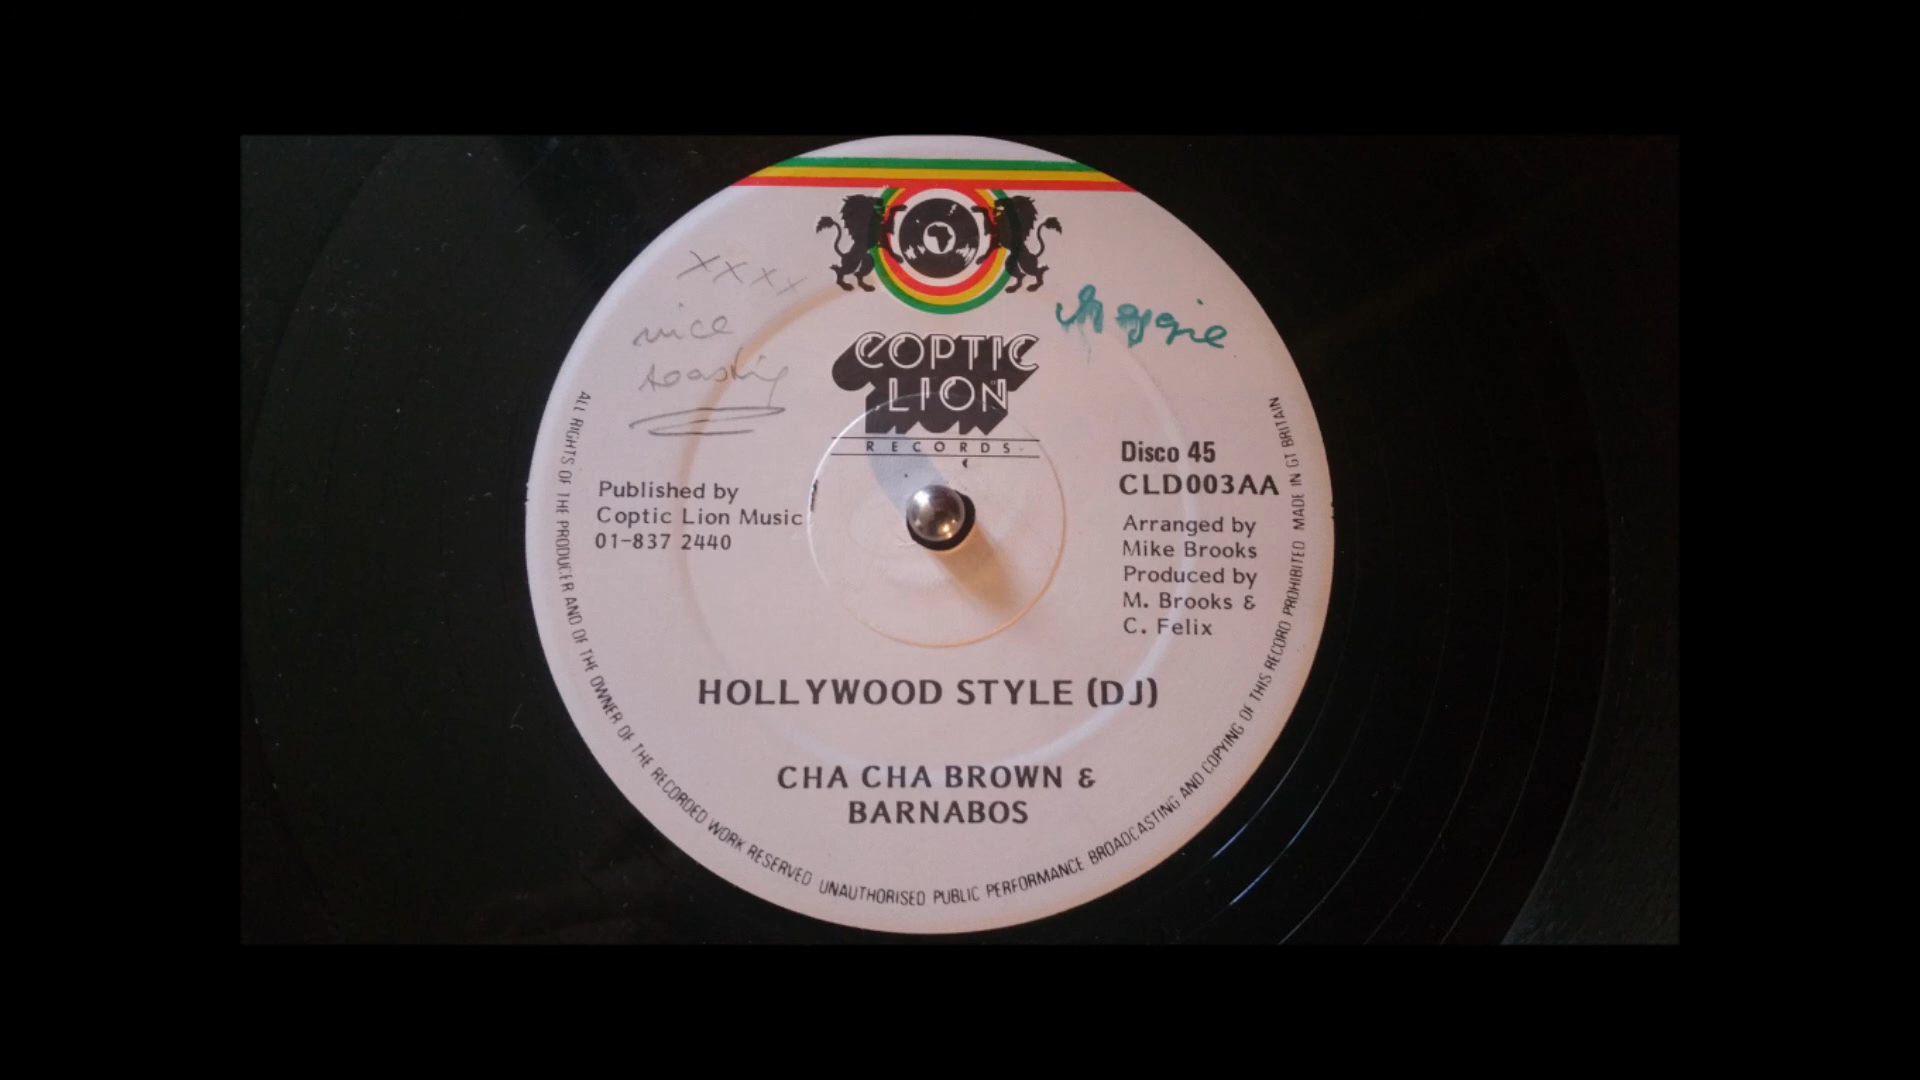 xxxx
nice
toasting
COPTIC
LION
RECORDS
Disco 45
CLD003AA
Published by
Coptic Lion Music
01-837 2440
Arranged by
Mike Brooks
Produced by
M. Brooks &
C. Felix
HOLLYWOOD STYLE (DJ)
CHA CHA BROWN &
BARNABOS
ALL RIGHTS OF THE PRODUCER AND OF THE OWNER OF THE RECORDED WORK RESERVED UNAUTHORISED PUBLIC PERFORMANCE BROADCASTING AND COPYING OF THIS RECORD PROHIBITED MADE IN GT BRITAIN